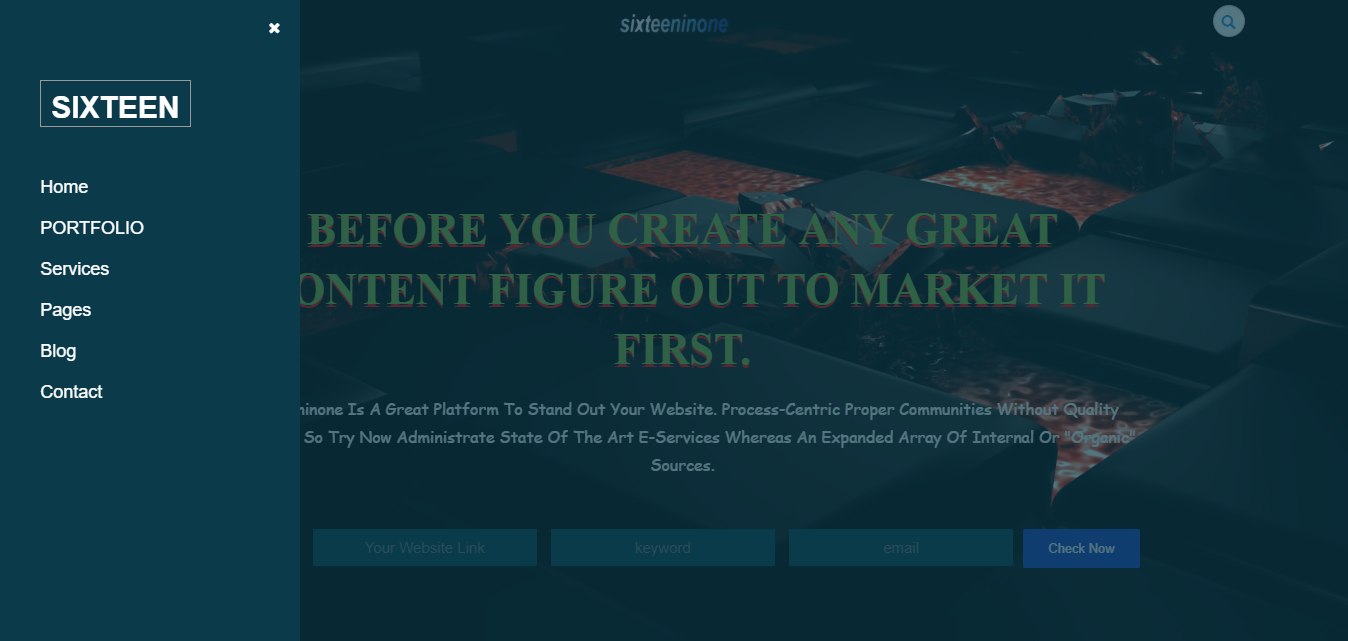 sixteeninone
SIXTEEN
Home
PORTFOLIO
Services
Pages
Blog
Contact
BEFORE YOU CREATE ANY GREAT
ONTENT FIGURE OUT TO MARKET IT
FIRST.
ninone Is A Great Platform To Stand Out Your Website. Process-Centric Proper Communities Without Quality
So Try Now Administrate State Of The Art E-Services Whereas An Expanded Array Of Internal Or "Organic"
Sources.
Your Website Link keyword email Check Now